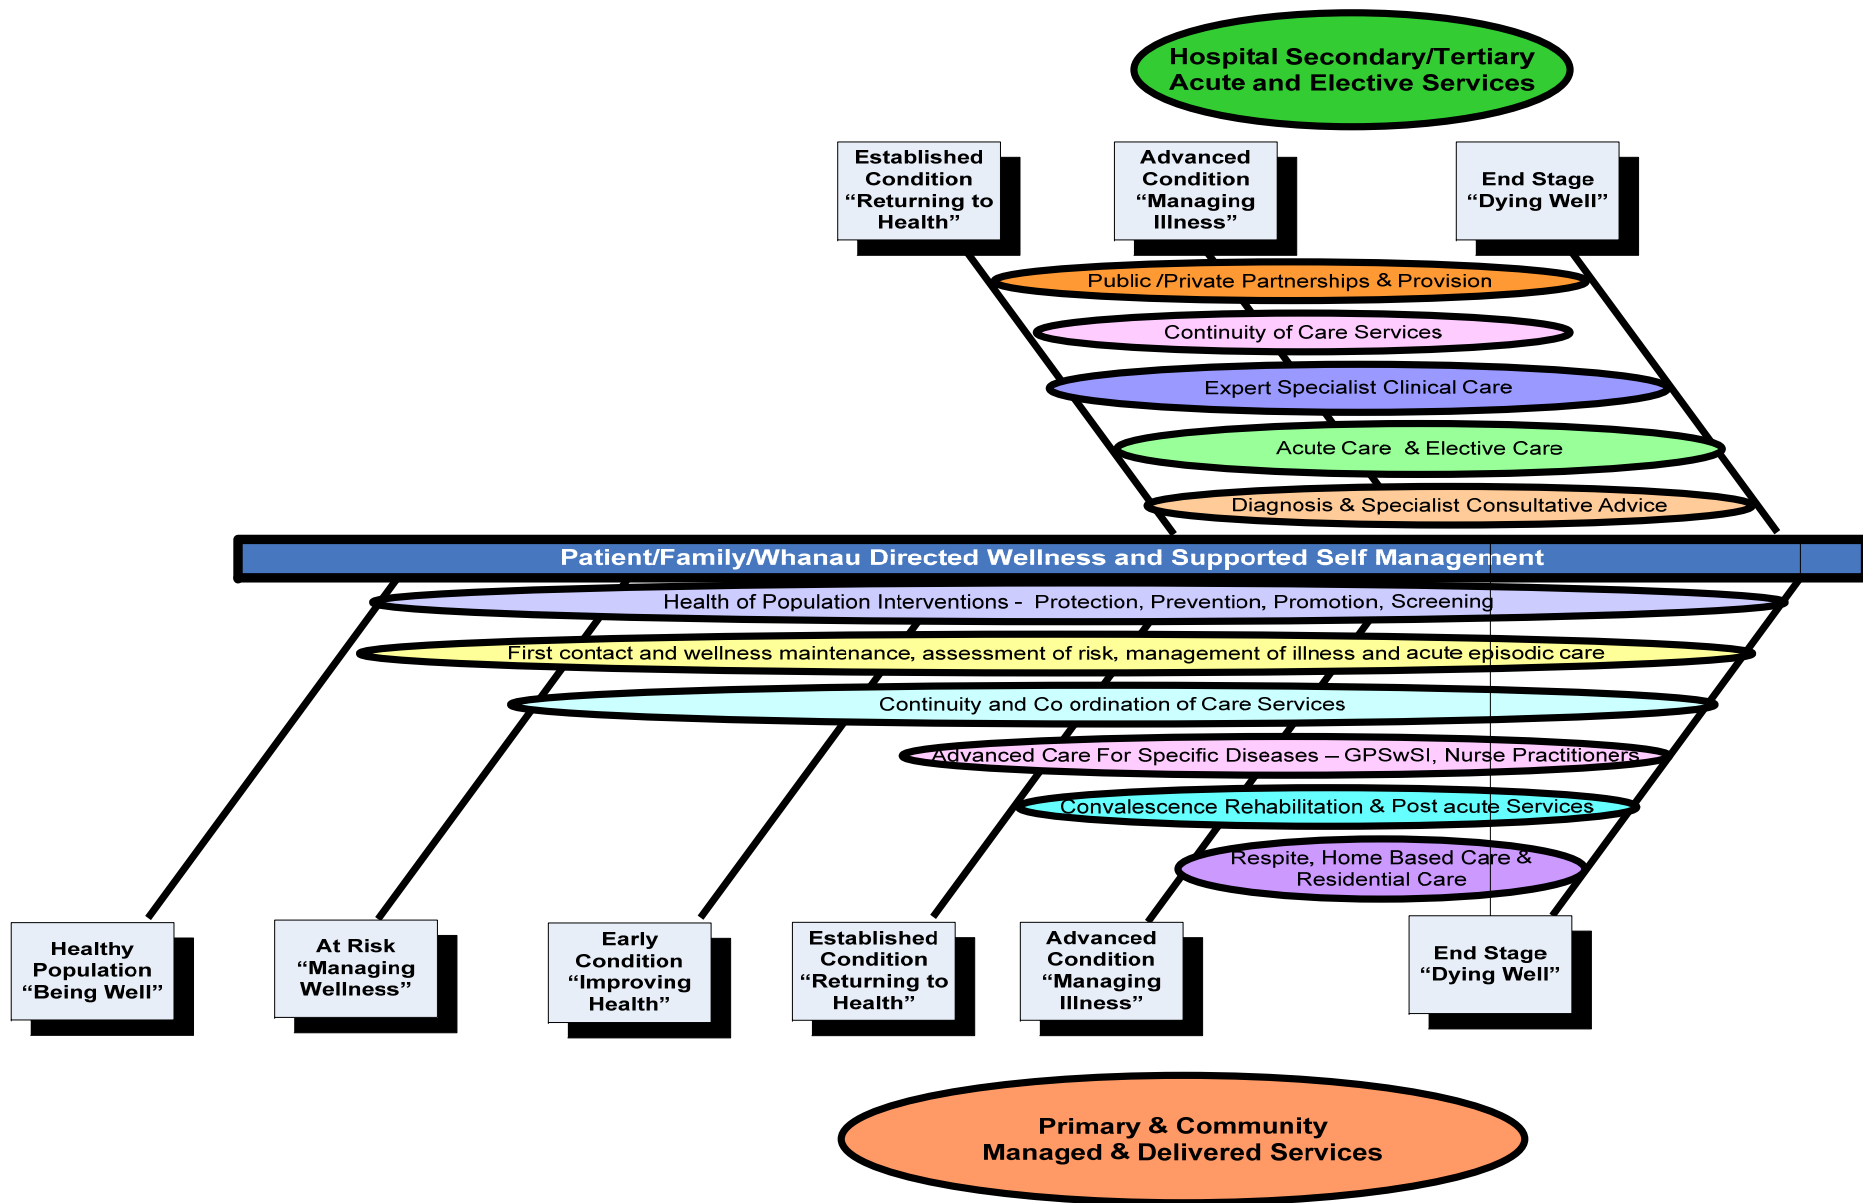 Hospital Secondary/Tertiary
Acute and Elective Services
Established
Condition
“Returning to
Health”
Advanced
Condition
“Managing
Illness”
End Stage
“Dying Well”
Public /Private Partnerships & Provision
Continuity of Care Services
Expert Specialist Clinical Care
Acute Care & Elective Care
Diagnosis & Specialist Consultative Advice
Patient/Family/Whanau Directed Wellness and Supported Self Management
Health of Population Interventions - Protection, Prevention, Promotion, Screening
First contact and wellness maintenance, assessment of risk, management of illness and acute episodic care
Continuity and Co ordination of Care Services
Advanced Care For Specific Diseases – GPSwSI, Nurse Practitioners
Convalescence Rehabilitation & Post acute Services
Respite, Home Based Care &
Residential Care
Healthy
Population
“Being Well”
At Risk
“Managing
Wellness”
Early
Condition
“Improving
Health”
Established
Condition
“Returning to
Health”
Advanced
Condition
“Managing
Illness”
End Stage
“Dying Well”
Primary & Community
Managed & Delivered Services